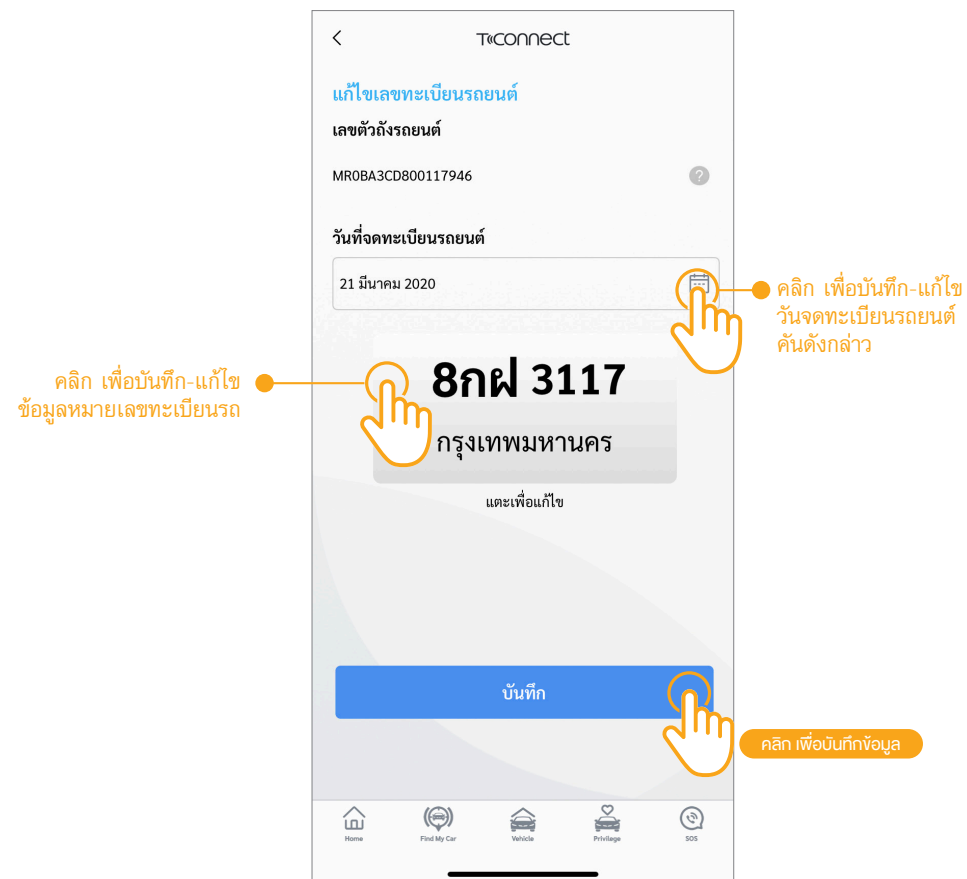 T-CONNECT
แก้ไขเลขทะเบียนรถยนต์
เลขตัวถังรถยนต์
MR0BA3CD800117946
?
วันที่จดทะเบียนรถยนต์
21 มีนาคม 2020
คลิก เพื่อบันทึก-แก้ไข
วันจดทะเบียนรถยนต์
คันดังกล่าว
8กฝ 3117
กรุงเทพมหานคร
คลิก เพื่อบันทึก-แก้ไข
ข้อมูลหมายเลขทะเบียนรถ
แตะเพื่อแก้ไข
บันทึก
คลิก เพื่อบันทึกข้อมูล
Home
Find My Car
Vehicle
Privilege
SOS